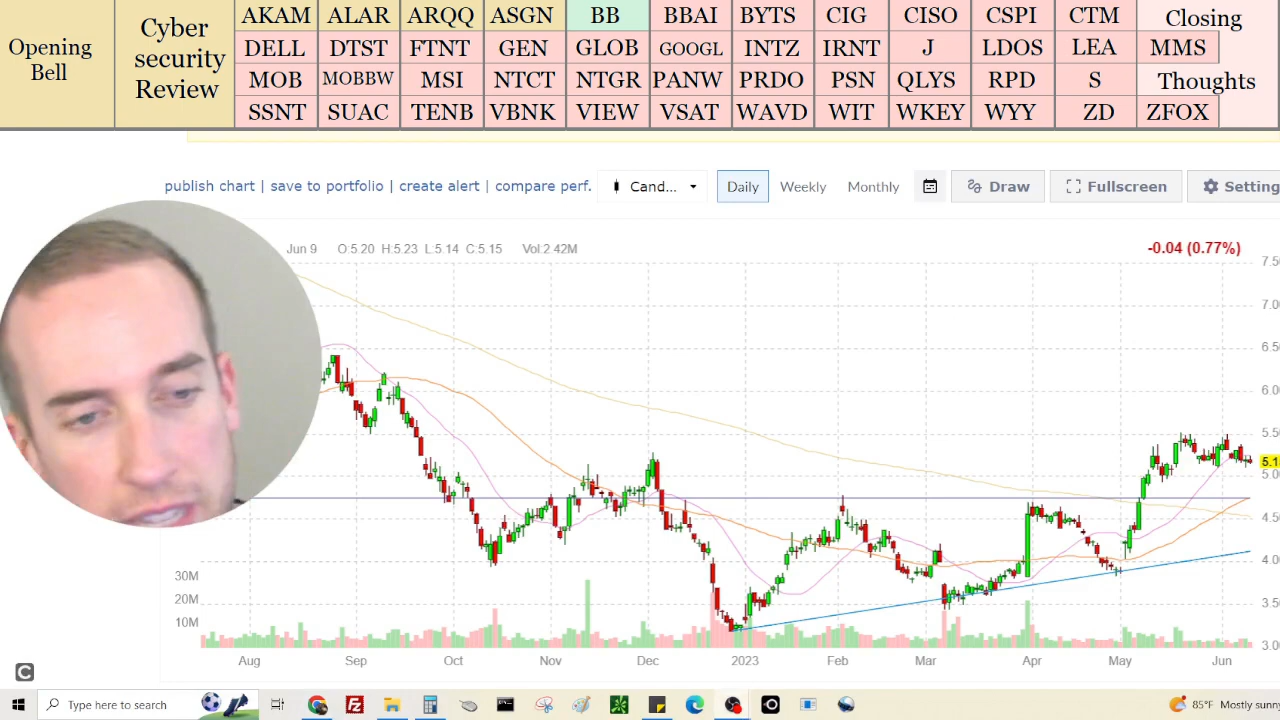 Opening Bell
Cyber security Review
AKAM ALAR ARQQ ASGN BB BBAI BYTS CIG CISO CSPI CTM Closing
DELL DTST FTNT GEN GLOB GOOGL INTZ IRNT J LDOS LEA MMS
MOB MOBBW MSI NTCT NTGR PANW PRDO PSN QLYS RPD S Thoughts
SSNT SUAC TENB VBNK VIEW VSAT WAVD WIT WKEY WYY ZD ZFOX
publish chart | save to portfolio | create alert | compare perf. Cand... Daily Weekly Monthly Draw Fullscreen Setting
Jun 9 O:5.20 H:5.23 L:5.14 C:5.15 Vol:2.42M -0.04 (0.77%)
7.5
7.0
6.5
6.0
5.5
5.1
5.0
4.5
4.0
3.5
3.0
30M
20M
10M
Aug Sep Oct Nov Dec 2023 Feb Mar Apr May Jun
C
Type here to search 85°F Mostly sunn